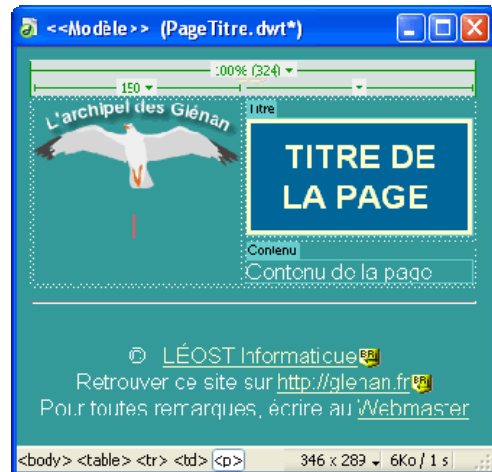 <<Modèle>> (PageTitre.dwt*)
100% (324)
150
L'archipel des Glénan
Titre
TITRE DE
LA PAGE
Contenu
Contenu de la page
© LÉOST Informatique BR
Retrouver ce site sur http://glenan.fr BR
Pour toutes remarques, écrire au Webmaster
<body> <table> <tr> <td> <p> 346 x 289 6Ko / 1 s